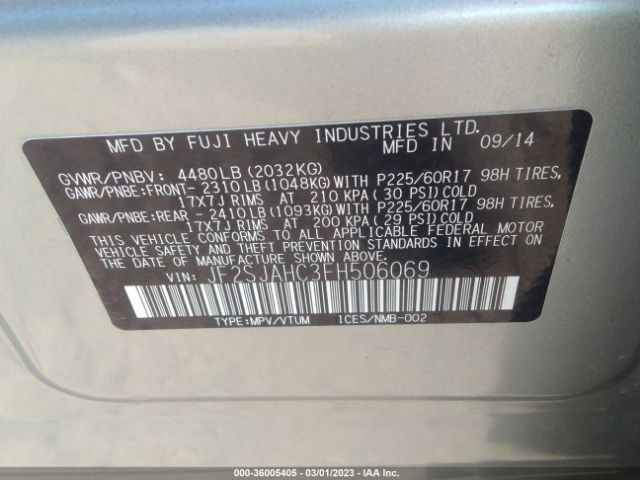 MFD BY FUJI HEAVY INDUSTRIES LTD.
MFD IN 09/14
GVWR/PNBV: 4480LB (2032KG)
GAWR/PNBE:FRONT- 2310LB(1048KG)WITH P225/60R17 98H TIRES,
17X7J RIMS AT 210 KPA(30 PSI)COLD
GAWR/PNBE:REAR - 2410LB(1093KG)WITH P225/60R17 98H TIRES,
17X7J RIMS AT 200 KPA(29 PSI)COLD
THIS VEHICLE CONFORMS TO ALL APPLICABLE FEDERAL MOTOR
VEHICLE SAFETY AND THEFT PREVENTION STANDARDS IN EFFECT ON
THE DATE OF MANUFACTURE SHOWN ABOVE.
VIN: JF2SJAHC3FH506069
TYPE:MPV/VTUM ICES/NMB-002
000-36005405 - 03/01/2023 - IAA Inc.